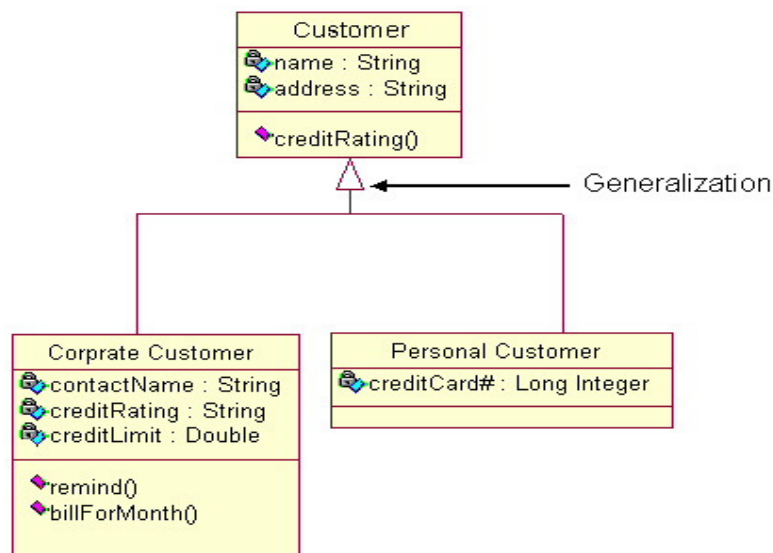 Customer
name : String
address : String
creditRating()
Generalization
Corprate Customer
contactName : String
creditRating : String
creditLimit : Double
remind()
billForMonth()
Personal Customer
creditCard# : Long Integer